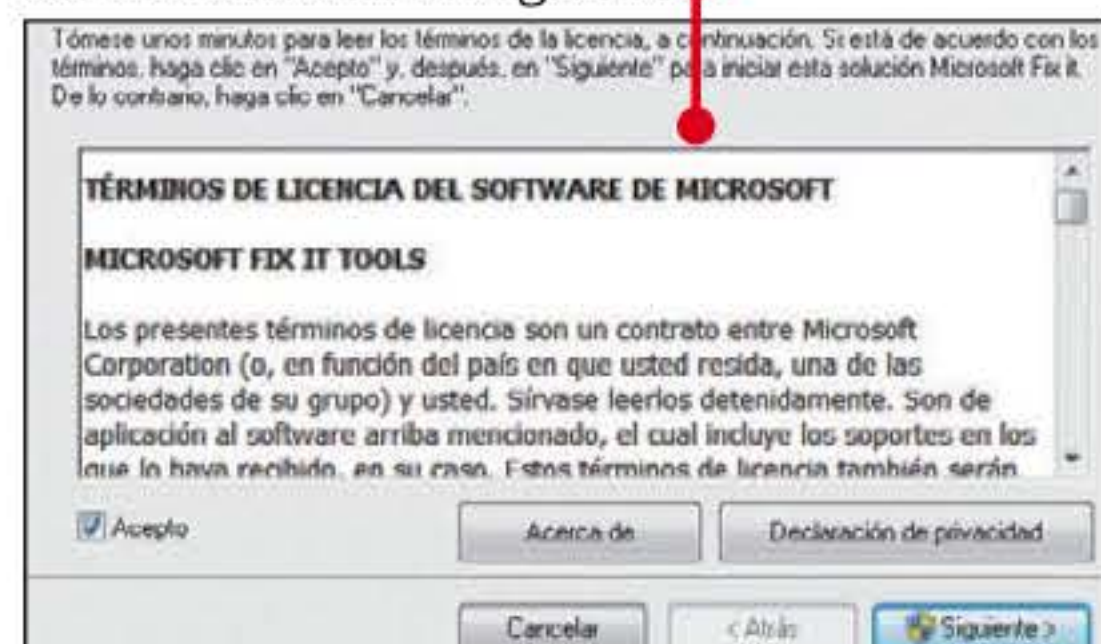 Tómese unos minutos para leer los términos de la licencia, a continuación. Si está de acuerdo con los
términos, haga clic en "Acepto" y, después, en "Siguiente" para iniciar esta solución Microsoft Fix it.
De lo contrario, haga clic en "Cancelar".
TÉRMINOS DE LICENCIA DEL SOFTWARE DE MICROSOFT
MICROSOFT FIX IT TOOLS
Los presentes términos de licencia son un contrato entre Microsoft
Corporation (o, en función del país en que usted resida, una de las
sociedades de su grupo) y usted. Sírvase leerlos detenidamente. Son de
aplicación al software arriba mencionado, el cual incluye los soportes en los
que lo haya recibido, en su caso. Estos términos de licencia también serán
Acepto
Acerca de
Declaración de privacidad
Cancelar
< Atrás
Siguiente >